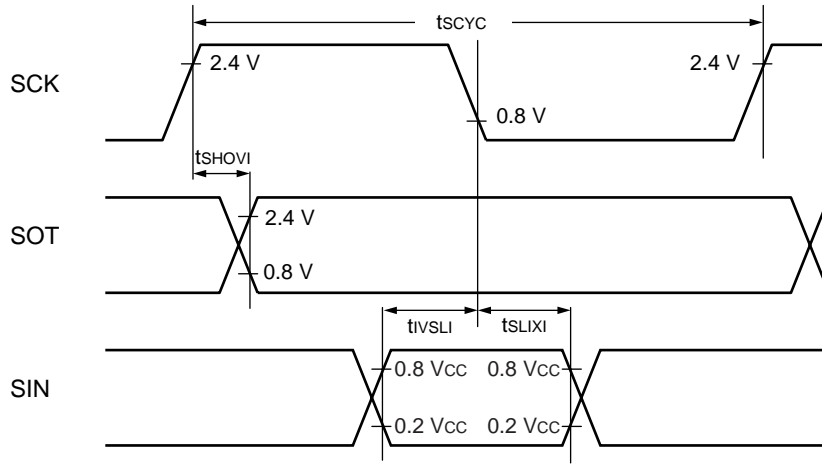 tSCYC
SCK
2.4 V
2.4 V
0.8 V
tSHOVI
SOT
2.4 V
0.8 V
tIVSLI
tSLIXI
SIN
0.8 VCC
0.8 VCC
0.2 VCC
0.2 VCC